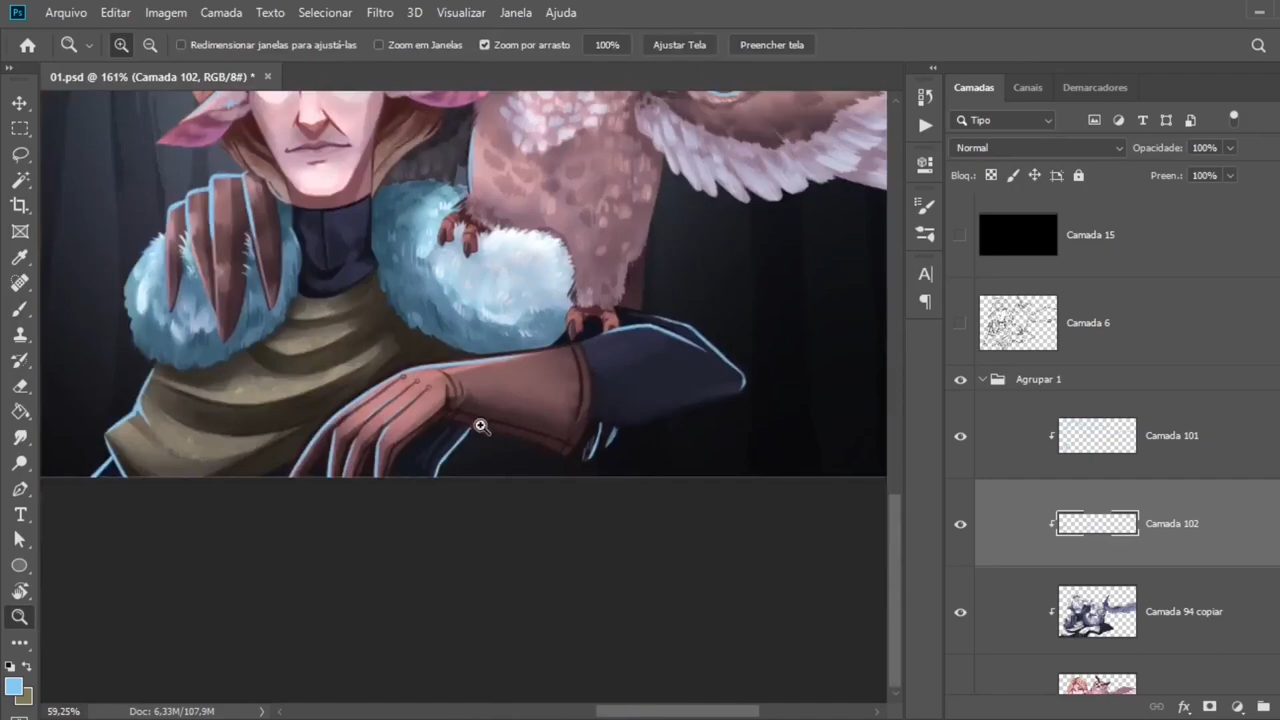 Ps Arquivo Editar Imagem Camada Texto Selecionar Filtro 3D Visualizar Janela Ajuda
Redimensionar janelas para ajustá-las Zoom em Janelas Zoom por arrasto 100% Ajustar Tela Preencher tela
01.psd @ 161% (Camada 102, RGB/8#) *
Camadas Canais Demarcadores
Tipo
Normal Opacidade: 100%
Bloq.: Preen.: 100%
Camada 15
Camada 6
Agrupar 1
Camada 101
Camada 102
Camada 94 copiar
59,25% Doc: 6,33M/107,9M